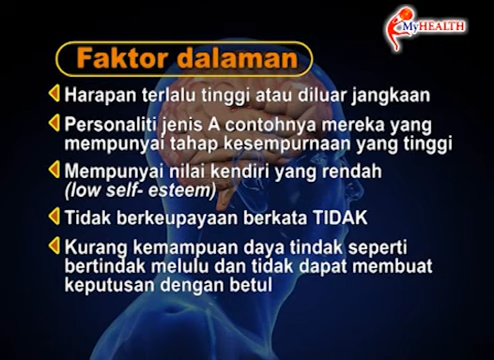 MyHEALTH
Faktor dalaman
Harapan terlalu tinggi atau diluar jangkaan
Personaliti jenis A contohnya mereka yang
mempunyai tahap kesempurnaan yang tinggi
Mempunyai nilai kendiri yang rendah
(low self- esteem)
Tidak berkeupayaan berkata TIDAK
Kurang kemampuan daya tindak seperti
bertindak melulu dan tidak dapat membuat
keputusan dengan betul